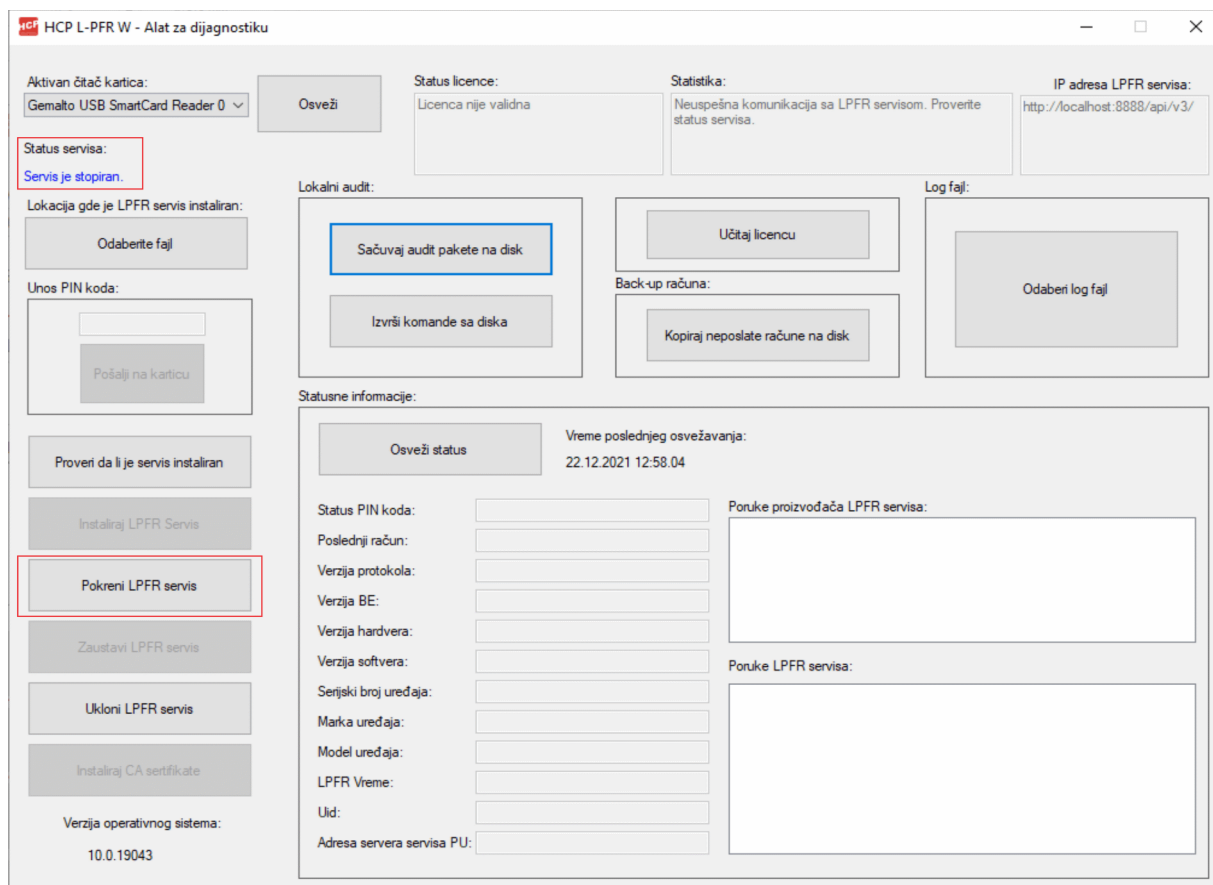 HCP
HCP L-PFR W - Alat za dijagnostiku
Aktivan čitač kartica:
Gemalto USB SmartCard Reader 0
Osveži
Status licence:
Licenca nije validna
Statistika:
Neuspešna komunikacija sa LPFR servisom. Proverite
status servisa.
IP adresa LPFR servisa:
http://localhost:8888/api/v3/
Status servisa:
Servis je stopiran.
Lokacija gde je LPFR servis instaliran:
Odaberite fajl
Unos PIN koda:
Pošalji na karticu
Lokalni audit:
Sačuvaj audit pakete na disk
Izvrši komande sa diska
Učitaj licencu
Back-up računa:
Kopiraj neposlate račune na disk
Log fajl:
Odaberi log fajl
Proveri da li je servis instaliran
Instaliraj LPFR Servis
Pokreni LPFR servis
Zaustavi LPFR servis
Ukloni LPFR servis
Instaliraj CA sertifikate
Verzija operativnog sistema:
10.0.19043
Statusne informacije:
Osveži status
Vreme poslednjeg osvežavanja:
22.12.2021 12:58.04
Status PIN koda:
Poslednji račun:
Verzija protokola:
Verzija BE:
Verzija hardvera:
Verzija softvera:
Serijski broj uređaja:
Marka uređaja:
Model uređaja:
LPFR Vreme:
Uid:
Adresa servera servisa PU:
Poruke proizvođača LPFR servisa:
Poruke LPFR servisa: